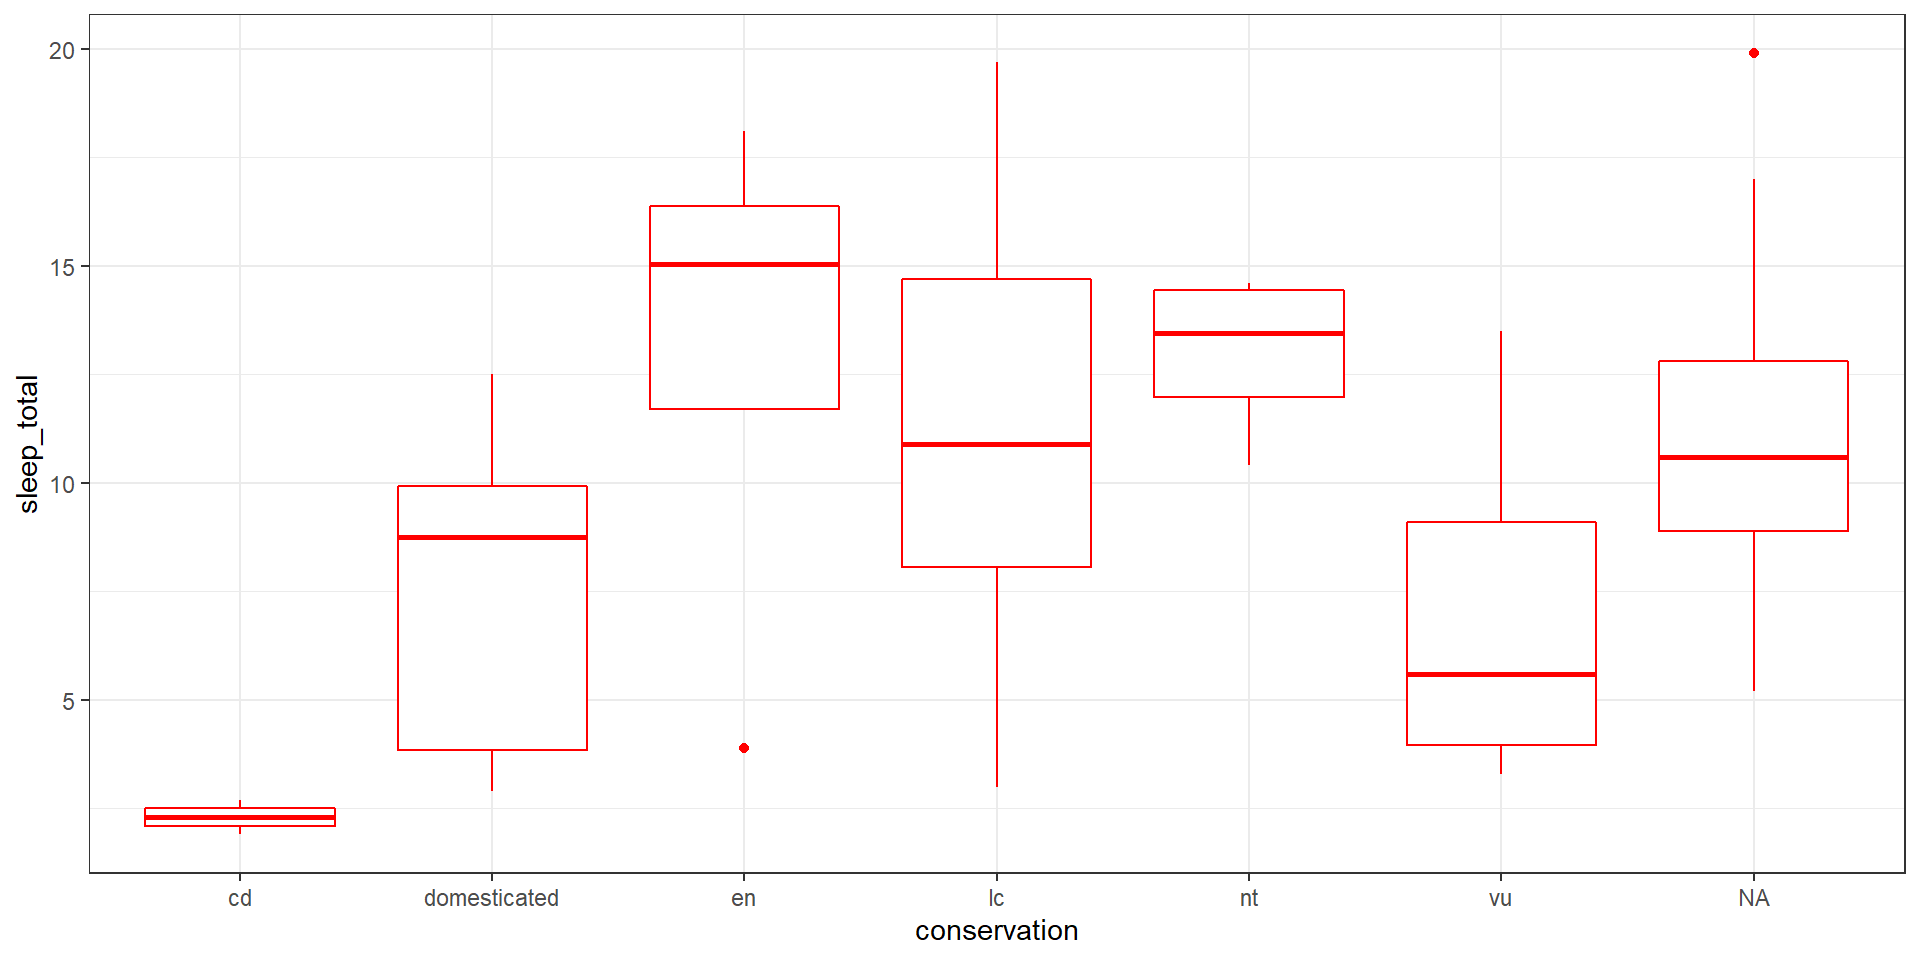 20
15
10
5
sleep_total
cd domesticated en lc nt vu NA
conservation